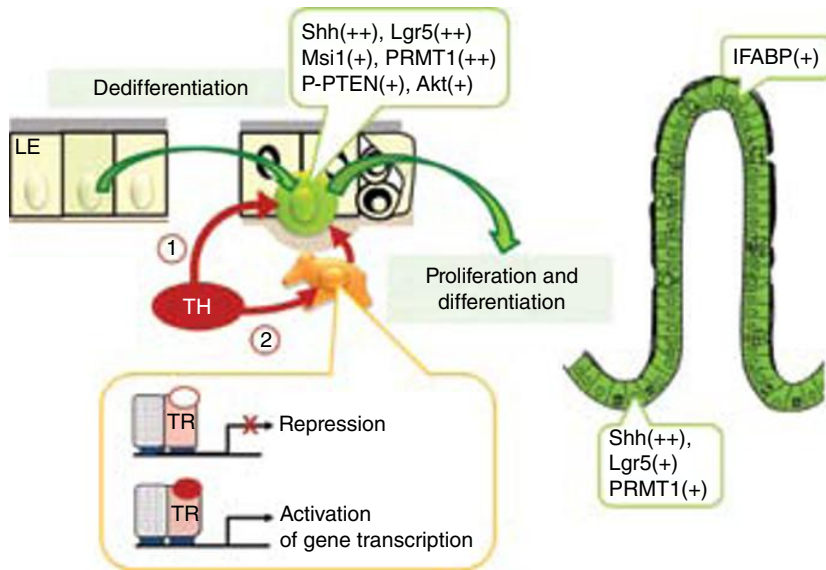 Shh(++), Lgr5(++)
Msi1(+), PRMT1(++)
P-PTEN(+), Akt(+)
Dedifferentiation
LE
1
TH
2
Proliferation and
differentiation
TR
Repression
TR
Activation
of gene transcription
IFABP(+)
Shh(++),
Lgr5(+)
PRMT1(+)